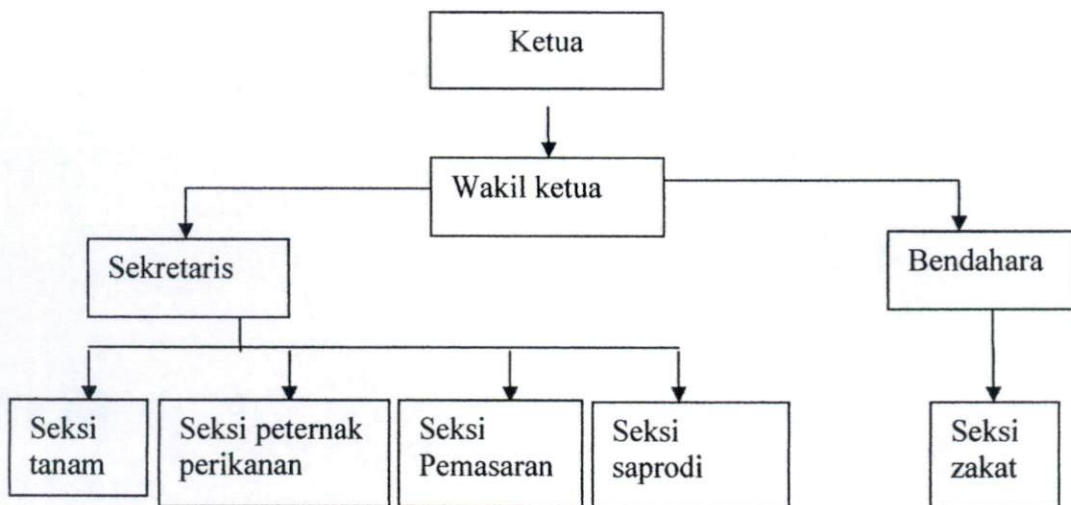 Ketua
Wakil ketua
Sekretaris
Bendahara
Seksi
tanam
Seksi peternak
perikanan
Seksi
Pemasaran
Seksi
saprodi
Seksi
zakat